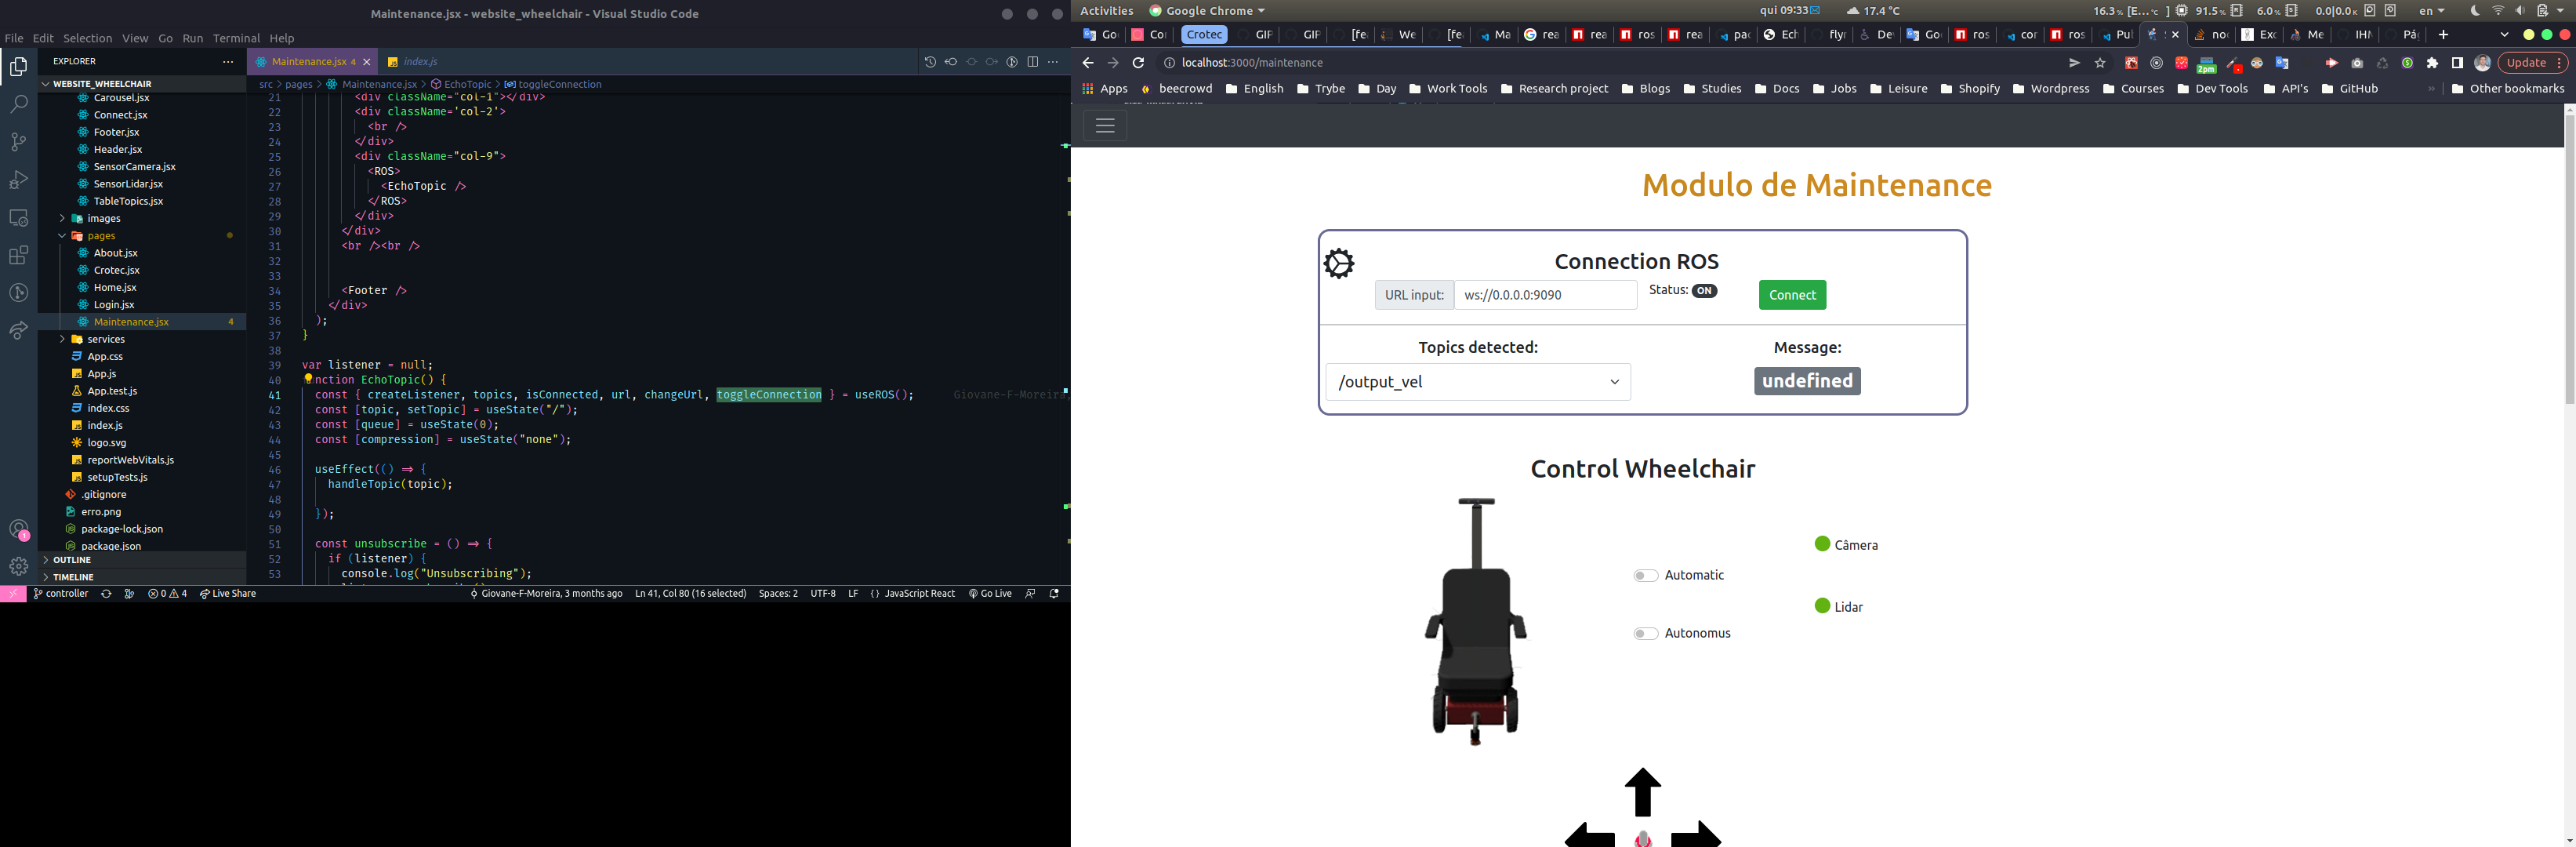 Maintenance.jsx - website_wheelchair - Visual Studio Code
File Edit Selection View Go Run Terminal Help
EXPLORER
WEBSITE_WHEELCHAIR
Carousel.jsx
Connect.jsx
Footer.jsx
Header.jsx
SensorCamera.jsx
SensorLidar.jsx
TableTopics.jsx
images
pages
About.jsx
Crotec.jsx
Home.jsx
Login.jsx
Maintenance.jsx 4
services
App.css
App.js
App.test.js
index.css
index.js
logo.svg
reportWebVitals.js
setupTests.js
.gitignore
erro.png
package-lock.json
package.json
OUTLINE
TIMELINE
Maintenance.jsx 4
index.js
src > pages > Maintenance.jsx > EchoTopic > toggleConnection
21 <div className="col-1"></div>
22 <div className='col-2'>
23 <br />
24 </div>
25 <div className="col-9">
26 <ROS>
27 <EchoTopic />
28 </ROS>
29 </div>
30 </div>
31 <br /><br />
32
33
34 <Footer />
35 </div>
36 );
37 }
38
39 var listener = null;
40 nction EchoTopic() {
41 const { createListener, topics, isConnected, url, changeUrl, toggleConnection } = useROS(); Giovane-F-Moreira,
42 const [topic, setTopic] = useState("/");
43 const [queue] = useState(0);
44 const [compression] = useState("none");
45
46 useEffect(() => {
47 handleTopic(topic);
48
49 });
50
51 const unsubscribe = () => {
52 if (listener) {
53 console.log("Unsubscribing");
controller 0 4 Live Share Giovane-F-Moreira, 3 months ago Ln 41, Col 80 (16 selected) Spaces: 2 UTF-8 LF {} JavaScript React Go Live
Activities Google Chrome qui 09:33 17.4 °C 16.3% [E...°C ] 91.5% 6.0% 0.0|0.0K en
Goo Co Crotec GIF GIF [fea We [fea Ma rea rea ros rea pac Ech flyr De Goo ros cor ros Pul noc Exc Me IHM Pág
localhost:3000/maintenance 2pm Update
Apps beecrowd English Trybe Day Work Tools Research project Blogs Studies Docs Jobs Leisure Shopify Wordpress Courses Dev Tools API's GitHub » Other bookmarks
Modulo de Maintenance
Connection ROS
URL input: ws://0.0.0.0:9090 Status: ON Connect
Topics detected: Message:
/output_vel undefined
Control Wheelchair
Câmera
Automatic
Lidar
Autonomus